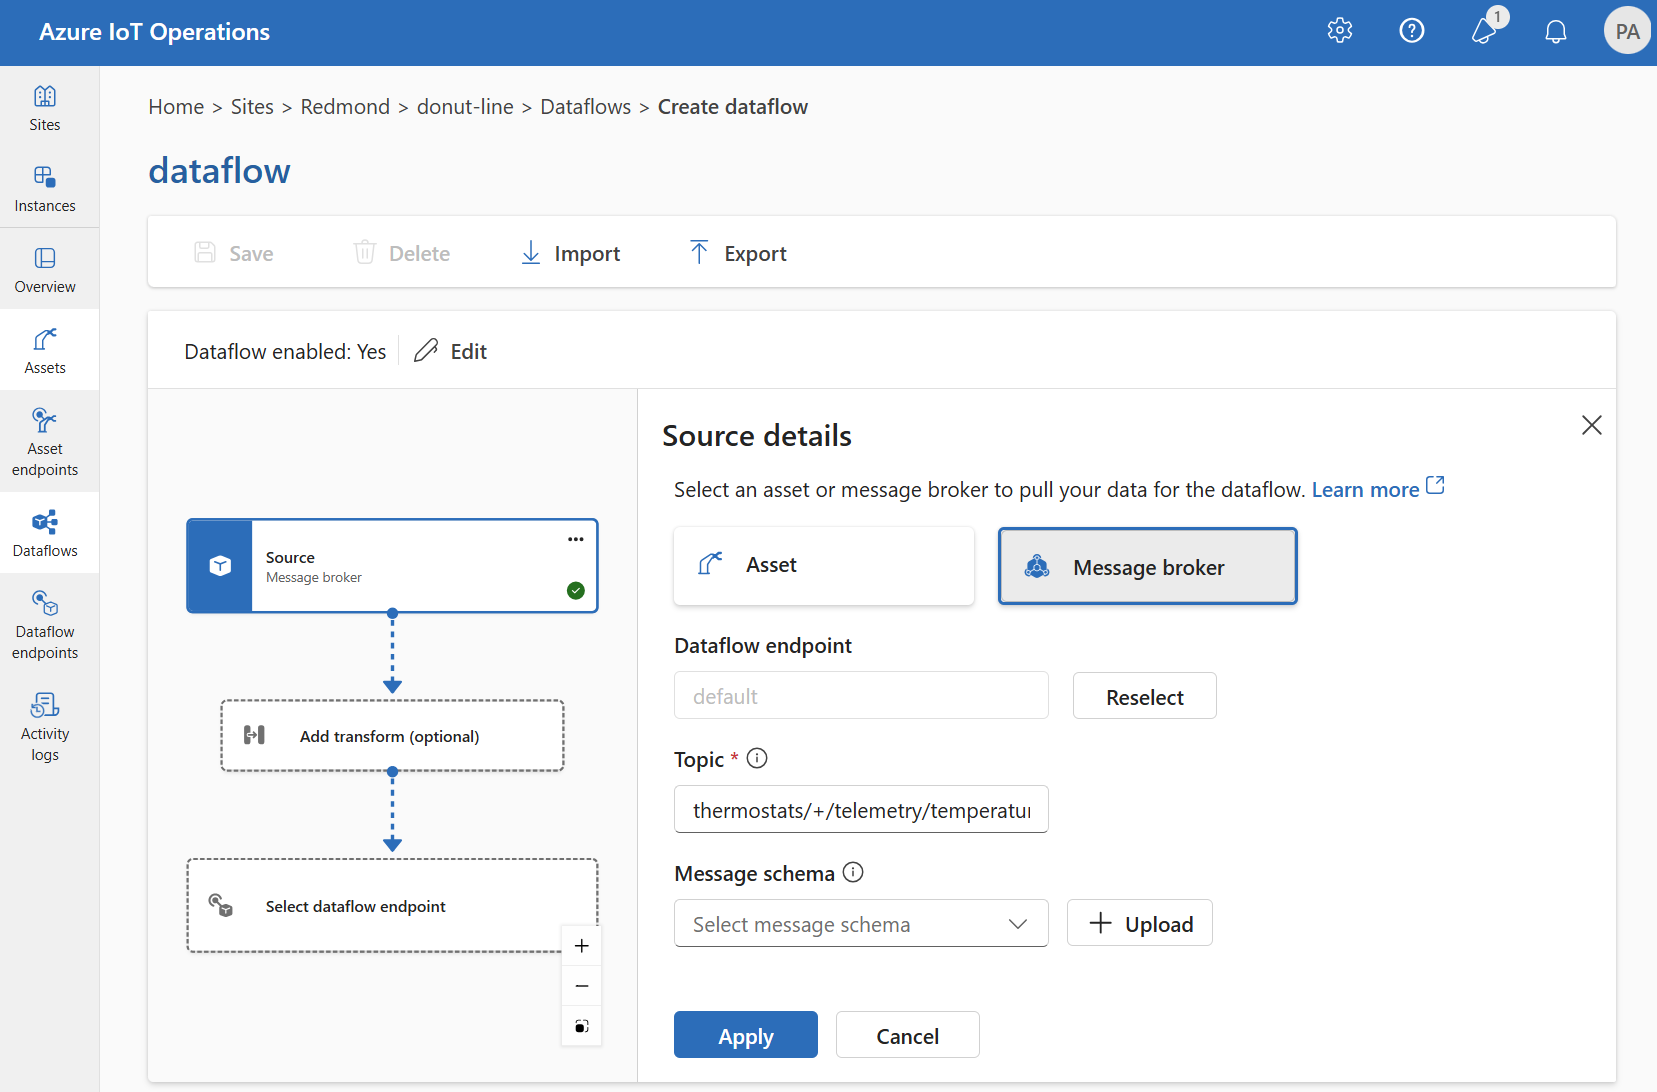 Azure IoT Operations
1
PA
Sites
Instances
Overview
Assets
Asset
endpoints
Dataflows
Dataflow
endpoints
Activity
logs
Home > Sites > Redmond > donut-line > Dataflows > Create dataflow
dataflow
Save Delete Import Export
Dataflow enabled: Yes Edit
Source
Message broker
Add transform (optional)
Select dataflow endpoint
Source details
Select an asset or message broker to pull your data for the dataflow. Learn more
Asset Message broker
Dataflow endpoint
default Reselect
Topic *
thermostats/+/telemetry/temperatur
Message schema
Select message schema + Upload
Apply Cancel